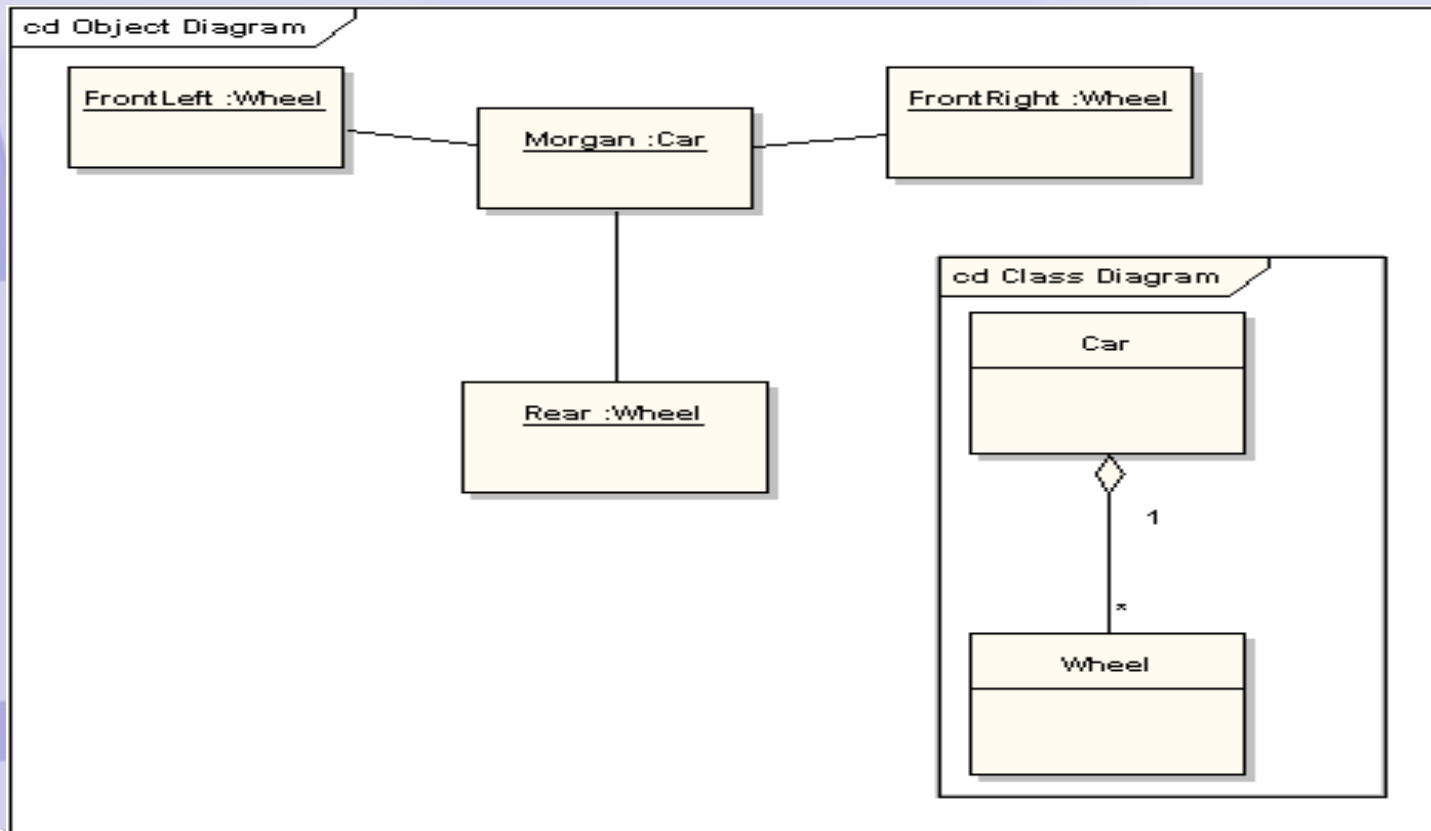 cd Object Diagram
FrontLeft :Wheel
Morgan :Car
FrontRight :Wheel
Rear :Wheel
cd Class Diagram
Car
1
*
Wheel